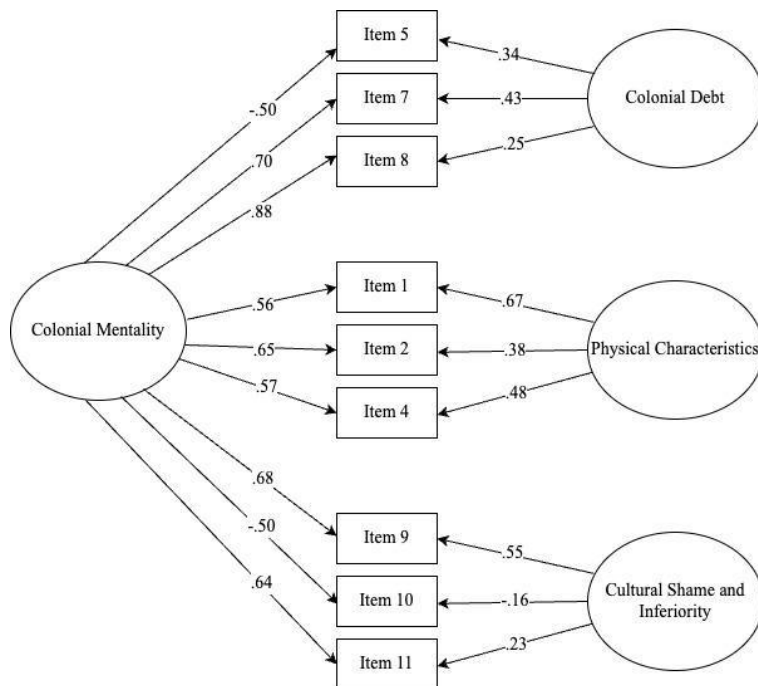 Item 5
.34
-.50
Item 7
.43
Colonial Debt
.70
Item 8
.25
.88
Item 1
.67
.56
Colonial Mentality
.65
Item 2
.38
Physical Characteristics
.57
Item 4
.48
.68
Item 9
.55
-.50
Item 10
-.16
Cultural Shame and
Inferiority
.64
Item 11
.23